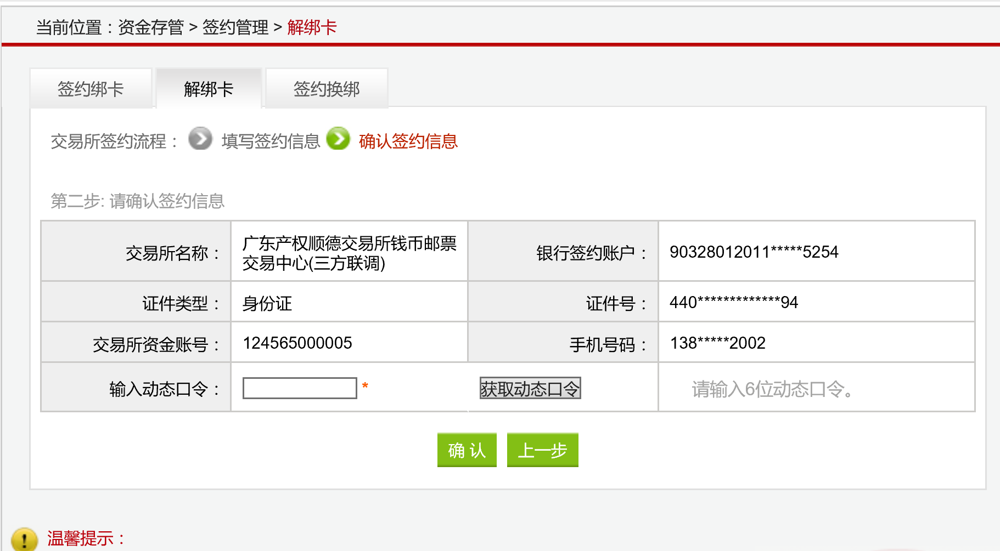 当前位置：资金存管 > 签约管理 > 解绑卡
签约绑卡 解绑卡 签约换绑
交易所签约流程： 填写签约信息 确认签约信息
第二步: 请确认签约信息
交易所名称： 广东产权顺德交易所钱币邮票
交易中心(三方联调) 银行签约账户： 90328012011*****5254
证件类型： 身份证 证件号： 440*************94
交易所资金账号： 124565000005 手机号码： 138*****2002
输入动态口令： * 获取动态口令 请输入6位动态口令。
确 认 上一步
温馨提示：